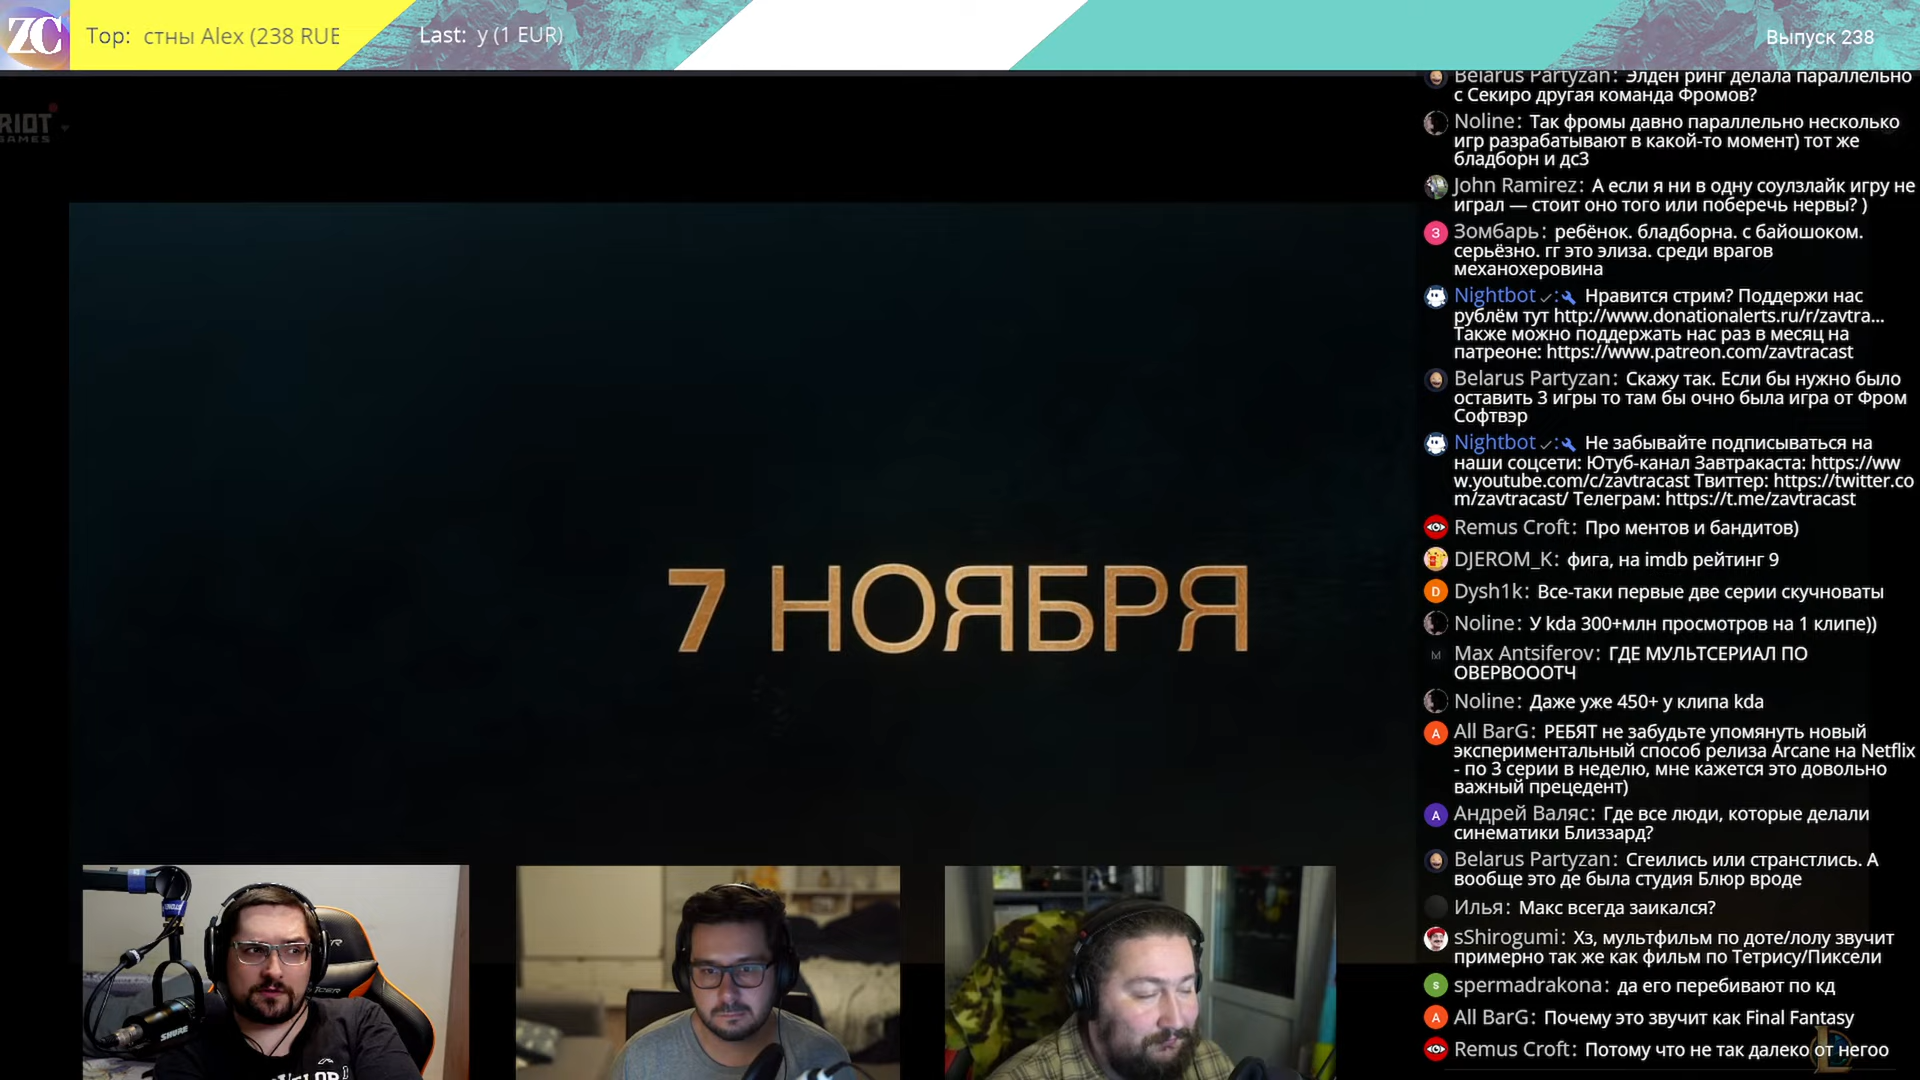 ZC
Top: стны Alex (238 RUE
Last: у (1 EUR)
Выпуск 238
RIOT
GAMES
7 НОЯБРЯ
SHURE
Belarus Partyzan: Элден ринг делала параллельно
с Секиро другая команда Фромов?
Noline: Так фромы давно параллельно несколько
игр разрабатывают в какой-то момент) тот же
бладборн и дс3
John Ramirez: А если я ни в одну соулзлайк игру не
играл — стоит оно того или поберечь нервы? )
Зомбарь: ребёнок. бладборна. с байошоком.
серьёзно. гг это элиза. среди врагов
механохеровина
Nightbot: Нравится стрим? Поддержи нас
рублём тут http://www.donationalerts.ru/r/zavtra...
Также можно поддержать нас раз в месяц на
патреоне: https://www.patreon.com/zavtracast
Belarus Partyzan: Скажу так. Если бы нужно было
оставить 3 игры то там бы очно была игра от Фром
Софтвэр
Nightbot: Не забывайте подписываться на
наши соцсети: Ютуб-канал Завтракаста: https://ww
w.youtube.com/c/zavtracast Твиттер: https://twitter.co
m/zavtracast/ Телеграм: https://t.me/zavtracast
Remus Croft: Про ментов и бандитов)
DJEROM_K: фига, на imdb рейтинг 9
Dysh1k: Все-таки первые две серии скучноваты
Noline: У kda 300+млн просмотров на 1 клипе))
Max Antsiferov: ГДЕ МУЛЬТСЕРИАЛ ПО
ОВЕРВОООТЧ
Noline: Даже уже 450+ у клипа kda
All BarG: РЕБЯТ не забудьте упомянуть новый
экспериментальный способ релиза Arcane на Netflix
- по 3 серии в неделю, мне кажется это довольно
важный прецедент)
Андрей Валяс: Где все люди, которые делали
синематики Близзард?
Belarus Partyzan: Сгеились или странстлись. А
вообще это де была студия Блюр вроде
Илья: Макс всегда заикался?
sShirogumi: Хз, мультфильм по доте/лолу звучит
примерно так же как фильм по Тетрису/Пиксели
spermadrakona: да его перебивают по кд
All BarG: Почему это звучит как Final Fantasy
Remus Croft: Потому что не так далеко от негоо